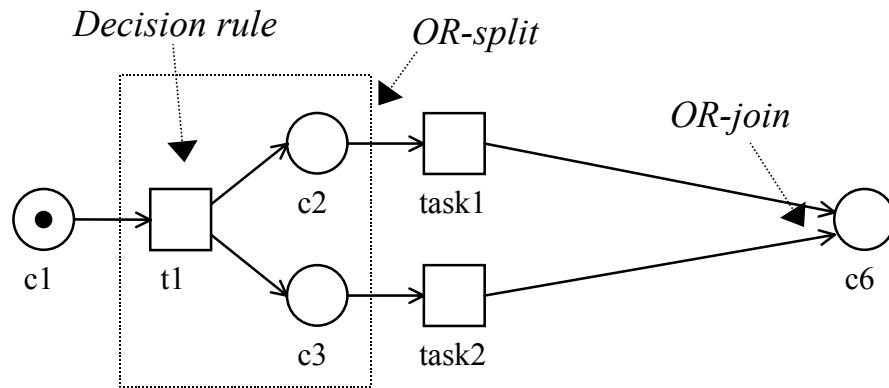 Decision rule
OR-split
OR-join
c2
task1
c1
t1
c6
c3
task2